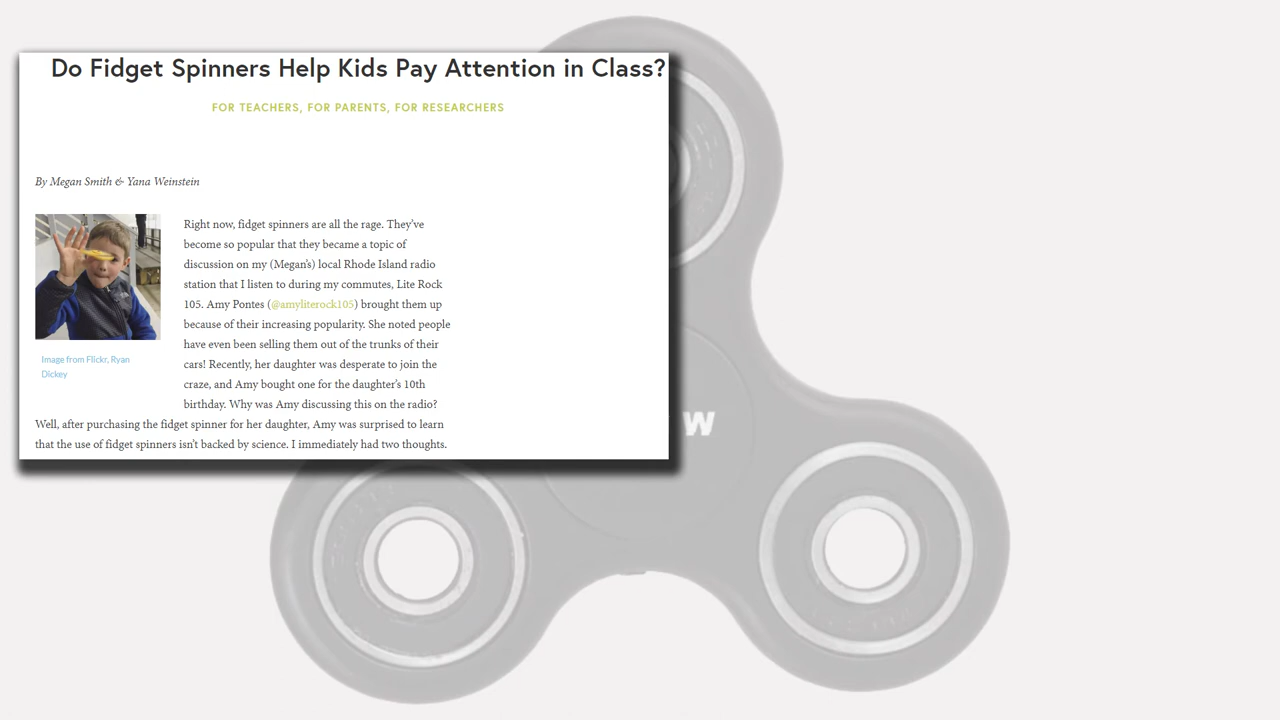 Do Fidget Spinners Help Kids Pay Attention in Class?
FOR TEACHERS, FOR PARENTS, FOR RESEARCHERS
By Megan Smith & Yana Weinstein
Right now, fidget spinners are all the rage. They’ve
become so popular that they became a topic of
discussion on my (Megan’s) local Rhode Island radio
station that I listen to during my commutes, Lite Rock
105. Amy Pontes (@amyliterock105) brought them up
because of their increasing popularity. She noted people
have even been selling them out of the trunks of their
cars! Recently, her daughter was desperate to join the
craze, and Amy bought one for the daughter’s 10th
birthday. Why was Amy discussing this on the radio?
Image from Flickr, Ryan
Dickey
Well, after purchasing the fidget spinner for her daughter, Amy was surprised to learn
that the use of fidget spinners isn’t backed by science. I immediately had two thoughts.
W